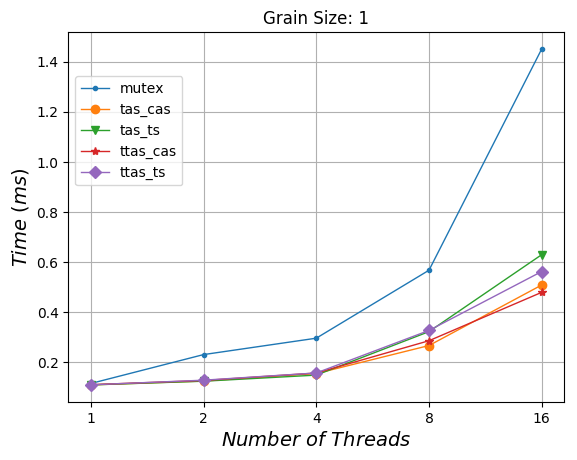 Grain Size: 1
1.4
1.2
1.0
0.8
0.6
0.4
0.2
Time (ms)
mutex
tas_cas
tas_ts
ttas_cas
ttas_ts
1 2 4 8 16
Number of Threads